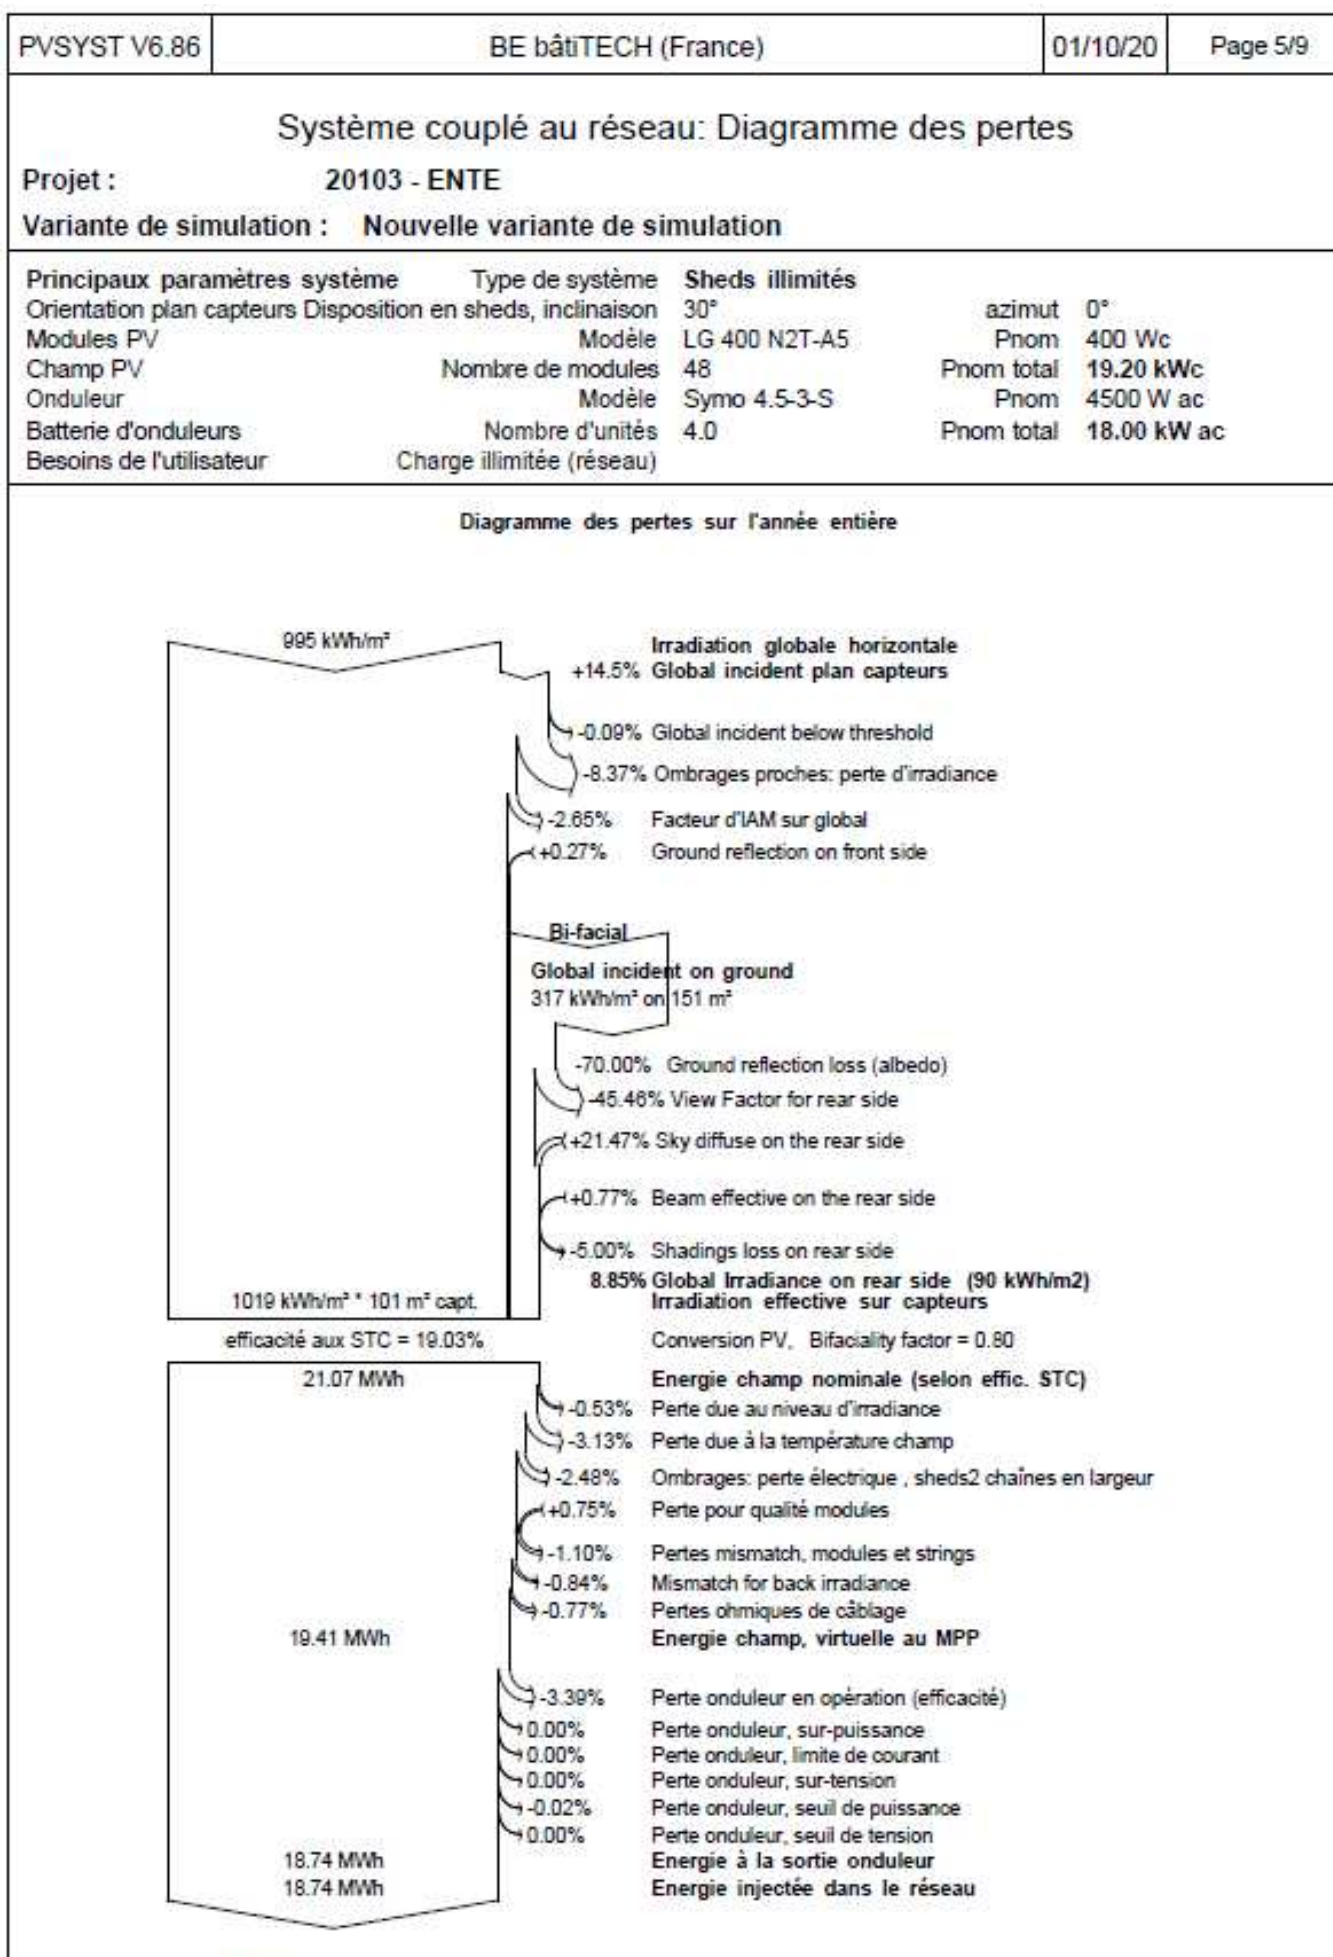 PVSYST V6.86 BE bâtiTECH (France) 01/10/20 Page 5/9
Système couplé au réseau: Diagramme des pertes
Projet : 20103 - ENTE
Variante de simulation : Nouvelle variante de simulation
Principaux paramètres système Type de système Sheds illimités
Orientation plan capteurs Disposition en sheds, inclinaison 30° azimut 0°
Modules PV Modèle LG 400 N2T-A5 Pnom 400 Wc
Champ PV Nombre de modules 48 Pnom total 19.20 kWc
Onduleur Modèle Symo 4.5-3-S Pnom 4500 W ac
Batterie d'onduleurs Nombre d'unités 4.0 Pnom total 18.00 kW ac
Besoins de l'utilisateur Charge illimitée (réseau)
Diagramme des pertes sur l'année entière
995 kWh/m² Irradiation globale horizontale
+14.5% Global incident plan capteurs
-0.09% Global incident below threshold
-8.37% Ombrages proches: perte d'irradiance
-2.65% Facteur d'IAM sur global
+0.27% Ground reflection on front side
Bi-facial
Global incident on ground
317 kWh/m² on 151 m²
-70.00% Ground reflection loss (albedo)
-45.46% View Factor for rear side
+21.47% Sky diffuse on the rear side
+0.77% Beam effective on the rear side
-5.00% Shadings loss on rear side
8.85% Global Irradiance on rear side (90 kWh/m2)
1019 kWh/m² * 101 m² capt. Irradiation effective sur capteurs
efficacité aux STC = 19.03% Conversion PV, Bifaciality factor = 0.80
21.07 MWh Energie champ nominale (selon effic. STC)
-0.53% Perte due au niveau d'irradiance
-3.13% Perte due à la température champ
-2.48% Ombrages: perte électrique , sheds2 chaînes en largeur
+0.75% Perte pour qualité modules
-1.10% Pertes mismatch, modules et strings
-0.84% Mismatch for back irradiance
-0.77% Pertes ohmiques de câblage
19.41 MWh Energie champ, virtuelle au MPP
-3.39% Perte onduleur en opération (efficacité)
0.00% Perte onduleur, sur-puissance
0.00% Perte onduleur, limite de courant
0.00% Perte onduleur, sur-tension
-0.02% Perte onduleur, seuil de puissance
0.00% Perte onduleur, seuil de tension
18.74 MWh Energie à la sortie onduleur
18.74 MWh Energie injectée dans le réseau